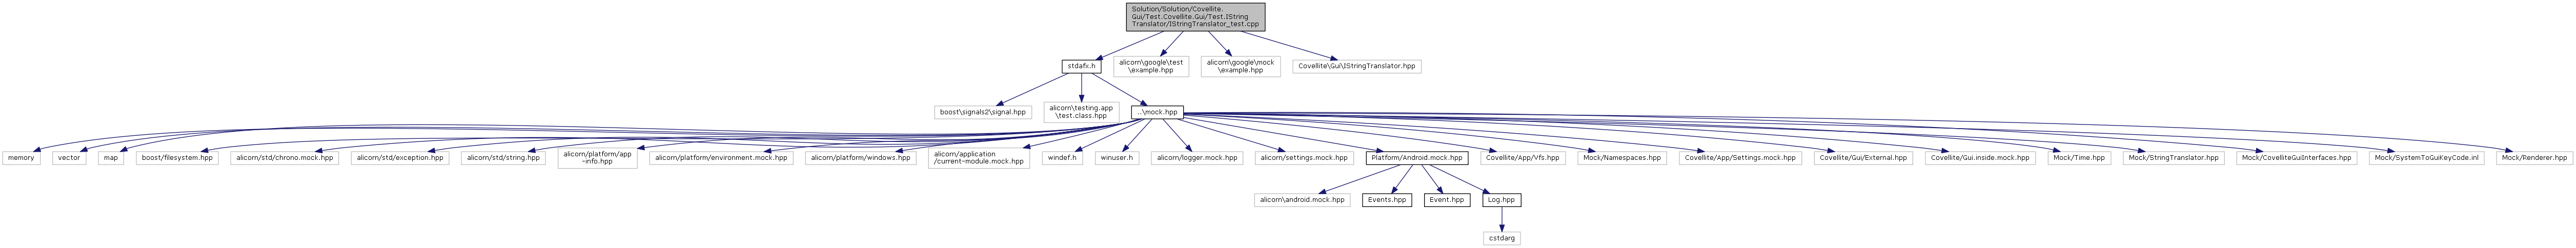 Solution/Solution/Covellite.
Gui/Test.Covellite.Gui/Test.IString
Translator/IStringTranslator_test.cpp
stdafx.h
alicorn\google\test
\example.hpp
alicorn\google\mock
\example.hpp
Covellite\Gui\IStringTranslator.hpp
boost\signals2\signal.hpp
alicorn\testing.app
\test.class.hpp
..\mock.hpp
memory
vector
map
boost/filesystem.hpp
alicorn/std/chrono.mock.hpp
alicorn/std/exception.hpp
alicorn/std/string.hpp
alicorn/platform/app
-info.hpp
alicorn/platform/environment.mock.hpp
alicorn/platform/windows.hpp
alicorn/application
/current-module.mock.hpp
windef.h
winuser.h
alicorn/logger.mock.hpp
alicorn/settings.mock.hpp
Platform/Android.mock.hpp
Covellite/App/Vfs.hpp
Mock/Namespaces.hpp
Covellite/App/Settings.mock.hpp
Covellite/Gui/External.hpp
Covellite/Gui.inside.mock.hpp
Mock/Time.hpp
Mock/StringTranslator.hpp
Mock/CovelliteGuiInterfaces.hpp
Mock/SystemToGuiKeyCode.inl
Mock/Renderer.hpp
alicorn\android.mock.hpp
Events.hpp
Event.hpp
Log.hpp
cstdarg